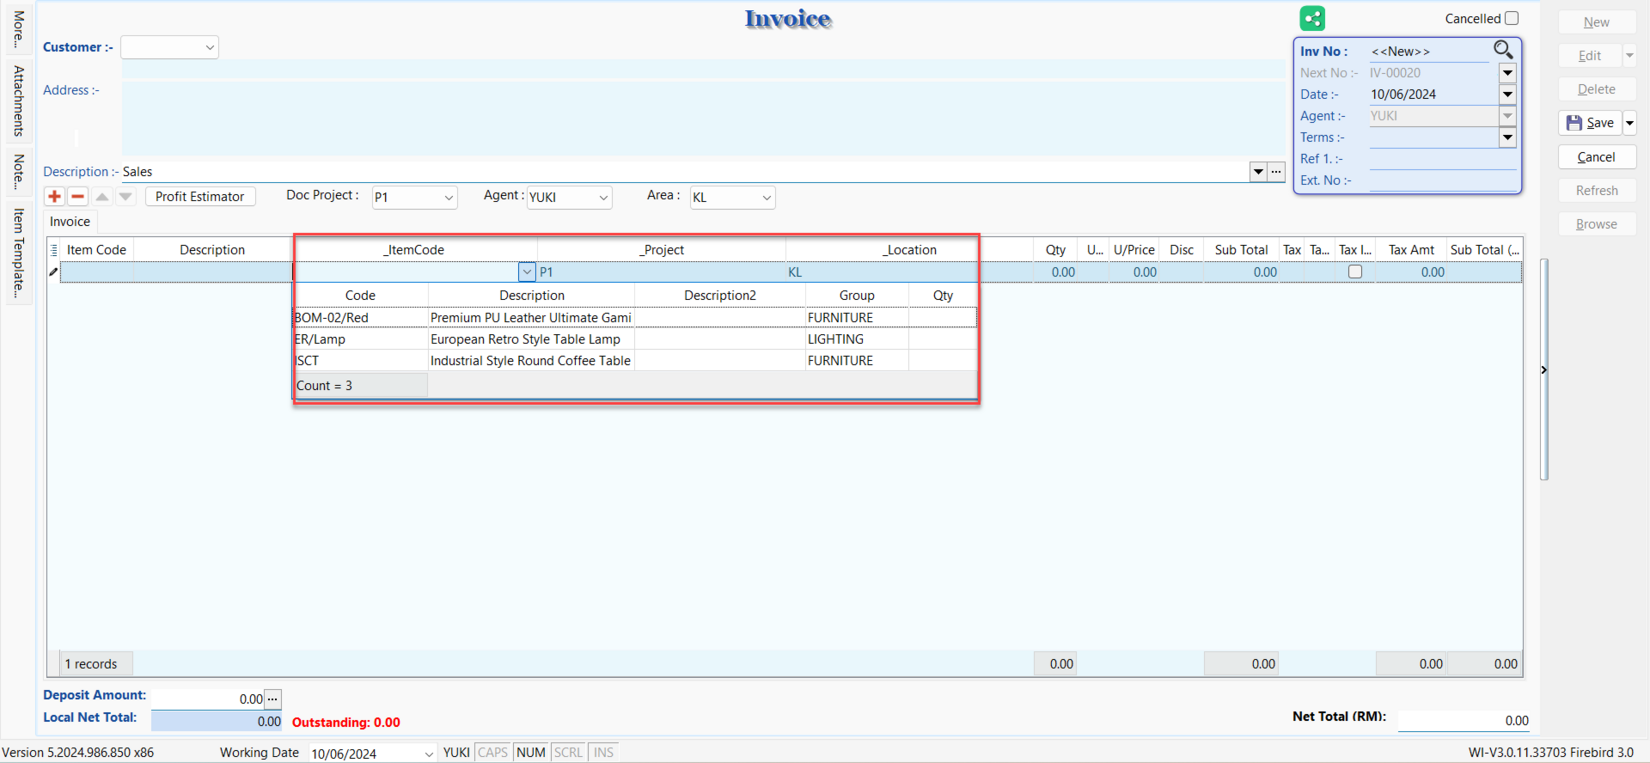 Invoice
Cancelled
More...
Attachments
Note...
Item Template...
Customer :-
Address :-
Inv No : <<New>>
Next No :- IV-00020
Date :- 10/06/2024
Agent :- YUKI
Terms :-
Ref 1. :-
Ext. No :-
New
Edit
Delete
Save
Cancel
Refresh
Browse
Description :- Sales
Profit Estimator Doc Project : P1 Agent : YUKI Area : KL
Invoice
Item Code Description _ItemCode _Project _Location Qty U... U/Price Disc Sub Total Tax Ta... Tax I... Tax Amt Sub Total (...
P1 KL 0.00 0.00 0.00 0.00
Code Description Description2 Group Qty
BOM-02/Red Premium PU Leather Ultimate Gami FURNITURE
ER/Lamp European Retro Style Table Lamp LIGHTING
ISCT Industrial Style Round Coffee Table FURNITURE
Count = 3
1 records 0.00 0.00 0.00 0.00
Deposit Amount: 0.00
Local Net Total: 0.00 Outstanding: 0.00
Net Total (RM): 0.00
Version 5.2024.986.850 x86 Working Date 10/06/2024 YUKI CAPS NUM SCRL INS WI-V3.0.11.33703 Firebird 3.0